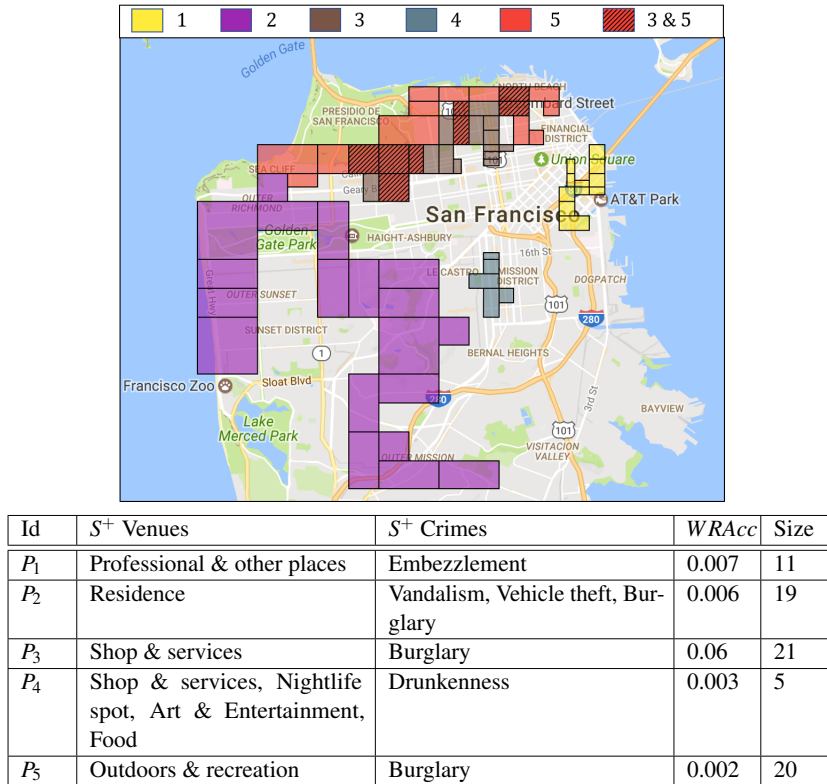 1 2 3 4 5 3 & 5
Golden Gate
NORTH BEACH
mbard Street
PRESIDIO DE
SAN FRANCISCO
FINANCIAL
DISTRICT
101
Union Square
SEA CLIFF
Geary B
OUTER
RICHMOND
AT&T Park
San Francisco
Golden
Gate Park
HAIGHT-ASHBURY
16th St
LE CASTRO
MISSION
DISTRICT
DOGPATCH
Great Hwy
OUTER SUNSET
101
280
SUNSET DISTRICT
1
BERNAL HEIGHTS
Francisco Zoo
Sloat Blvd
280
3rd St
BAYVIEW
Lake
Merced Park
101
OUTER MISSION
VISITACION
VALLEY
Id S+ Venues S+ Crimes WRAcc Size
P1 Professional & other places Embezzlement 0.007 11
P2 Residence Vandalism, Vehicle theft, Bur- 0.006 19
glary
P3 Shop & services Burglary 0.06 21
P4 Shop & services, Nightlife Drunkenness 0.003 5
spot, Art & Entertainment,
Food
P5 Outdoors & recreation Burglary 0.002 20